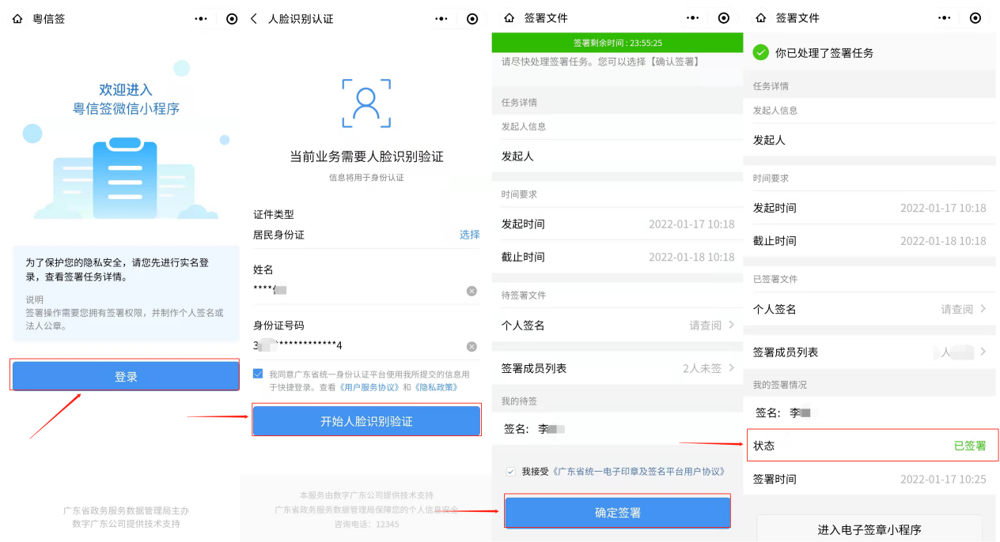 粤信签
欢迎进入
粤信签微信小程序
为了保护您的隐私安全，请您先进行实名登
录，查看签署任务详情。
说明
签署操作需要您拥有签署权限，并制作个人签名或
法人公章。
登录
广东省政务服务数据管理局主办
数字广东公司提供技术支持
人脸识别认证
当前业务需要人脸识别验证
信息将用于身份认证
证件类型
居民身份证
选择
姓名
****
身份证号码
3************4
我同意广东省统一身份认证平台使用我所提交的信息用
于快捷登录。查看《用户服务协议》和《隐私政策》
开始人脸识别验证
本服务由数字广东公司提供技术支持
广东省政务服务数据管理局保障您的个人信息安全
咨询电话：12345
签署文件
签署剩余时间 : 23:55:25
请尽快处理签署任务。您可以选择【确认签署】
任务详情
发起人信息
发起人
时间要求
发起时间 2022-01-17 10:18
截止时间 2022-01-18 10:18
待签署文件
个人签名 请查阅
签署成员列表 2人未签
我的待签
签名： 李
我接受《广东省统一电子印章及签名平台用户协议》
确定签署
签署文件
你已处理了签署任务
任务详情
发起人信息
发起人
时间要求
发起时间 2022-01-17 10:18
截止时间 2022-01-18 10:18
已签署文件
个人签名 请查阅
签署成员列表 人
我的签署情况
签名： 李
状态 已签署
签署时间 2022-01-17 10:25
进入电子签章小程序